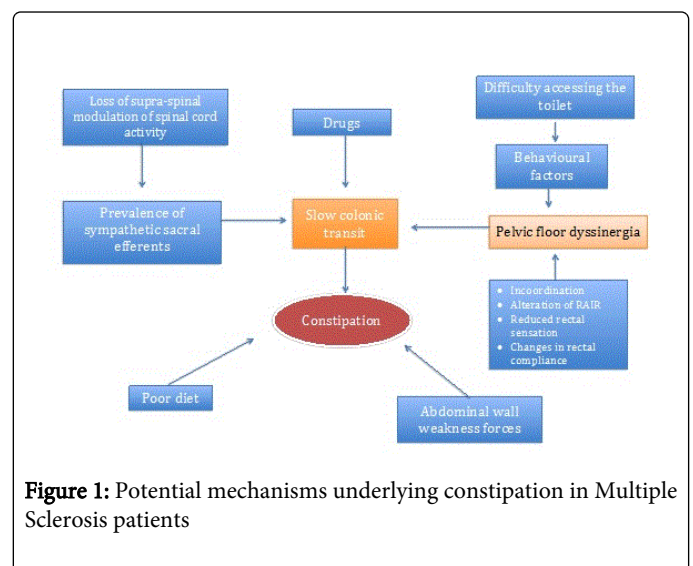 Loss of supra-spinal
modulation of spinal cord
activity
Drugs
Difficulty accessing the
toilet
Behavioural
factors
Prevalence of
sympathetic sacral
efferents
Slow colonic
transit
Pelvic floor dyssinergia
• Incoordination
• Alteration of RAIR
• Reduced rectal
sensation
• Changes in rectal
compliance
Constipation
Poor diet
Abdominal wall
weakness forces
Figure 1: Potential mechanisms underlying constipation in Multiple
Sclerosis patients